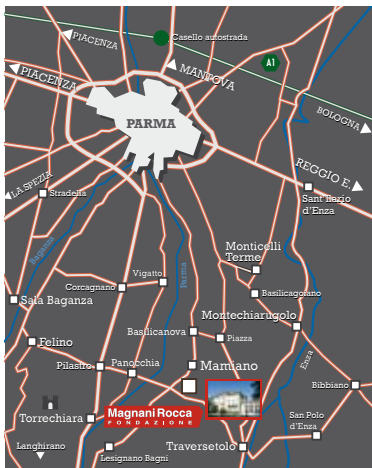 PIACENZA
Casello autostrada
A1
PIACENZA
MANTOVA
BOLOGNA
PARMA
REGGIO E.
LA SPEZIA
Stradella
Sant'Ilario
d'Enza
Baganza
Monticelli
Terme
Vigatto
Parma
Corcagnano
Basilicagoiano
Sala Baganza
Montechiarugolo
Basilicanova
Piazza
Felino
Enza
Pilastro
Panocchia
Mamiano
Bibbiano
Torrechiara
MagnaniRocca
FONDAZIONE
San Polo
d'Enza
Langhirano
Lesignano Bagni
Traversetolo